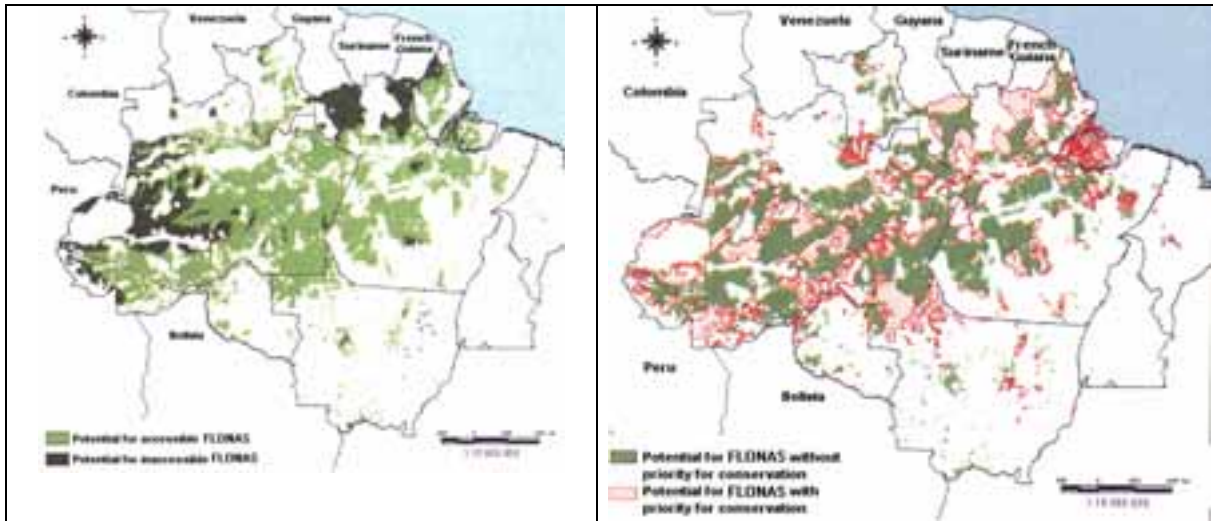 Venezuela
Guyana
Suriname
French
Guiana
Colombia
Peru
Bolivia
Potential for accessible FLONAS
Potential for inaccessible FLONAS
Venezuela
Guyana
Suriname
French
Guiana
Colombia
Peru
Bolivia
Potential for FLONAS without
priority for conservation
Potential for FLONAS with
priority for conservation